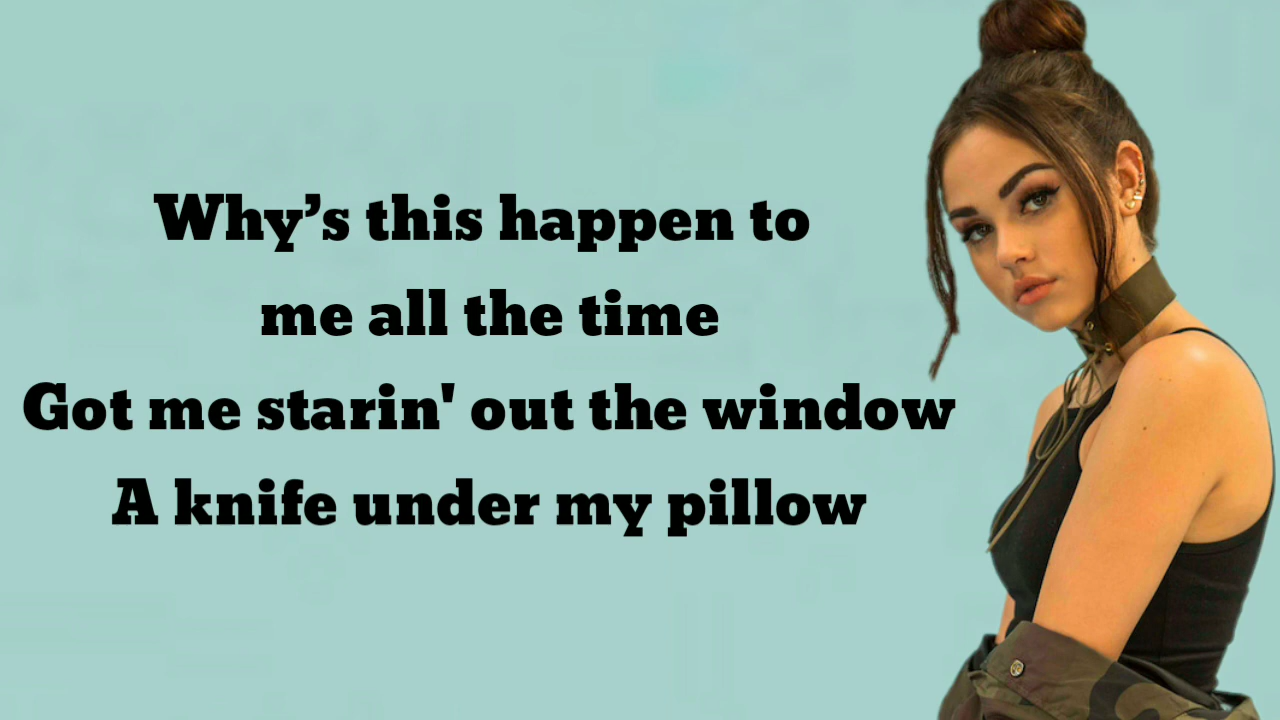 Why’s this happen to
me all the time
Got me starin' out the window
A knife under my pillow